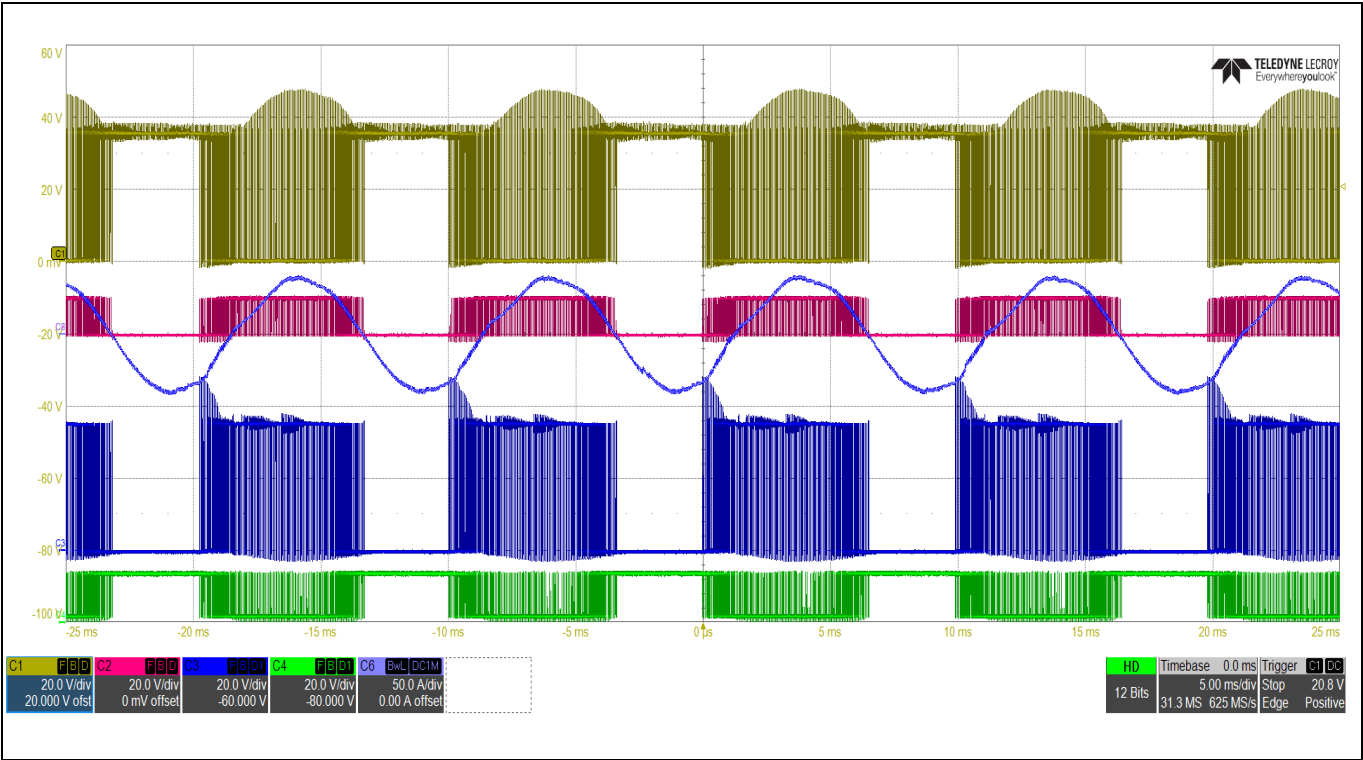 60 V
TELEDYNE LECROY
Everywhereyoulook™
40 V
20 V
C1
0 mV
-20 V
-40 V
-60 V
C3
-80 V
-100 V
-25 ms -20 ms -15 ms -10 ms -5 ms 0 µs 5 ms 10 ms 15 ms 20 ms 25 ms
C1 F B D C2 F B D C3 F B D1 C4 F B D1 C6 BwL DC1M HD Timebase 0.0 ms Trigger C1 DC
20.0 V/div 20.0 V/div 20.0 V/div 20.0 V/div 50.0 A/div 12 Bits 5.00 ms/div Stop 20.8 V
20.000 V ofst 0 mV offset -60.000 V -80.000 V 0.00 A offset 31.3 MS 625 MS/s Edge Positive